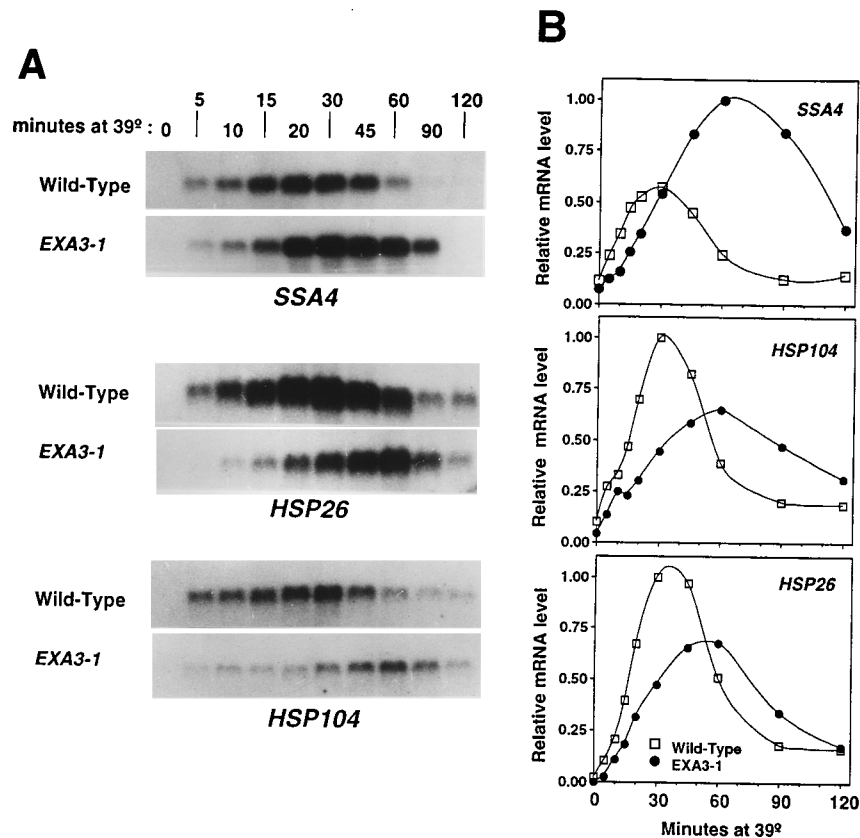 A
5 15 30 60 120
minutes at 39º : 0 10 20 45 90
Wild-Type
EXA3-1
SSA4
Wild-Type
EXA3-1
HSP26
Wild-Type
EXA3-1
HSP104
B
SSA4
1.00
0.75
0.50
0.25
0.00
Relative mRNA level
HSP104
1.00
0.75
0.50
0.25
0.00
Relative mRNA level
HSP26
1.00
0.75
0.50
0.25
0.00
Relative mRNA level
Wild-Type
EXA3-1
0 30 60 90 120
Minutes at 39º